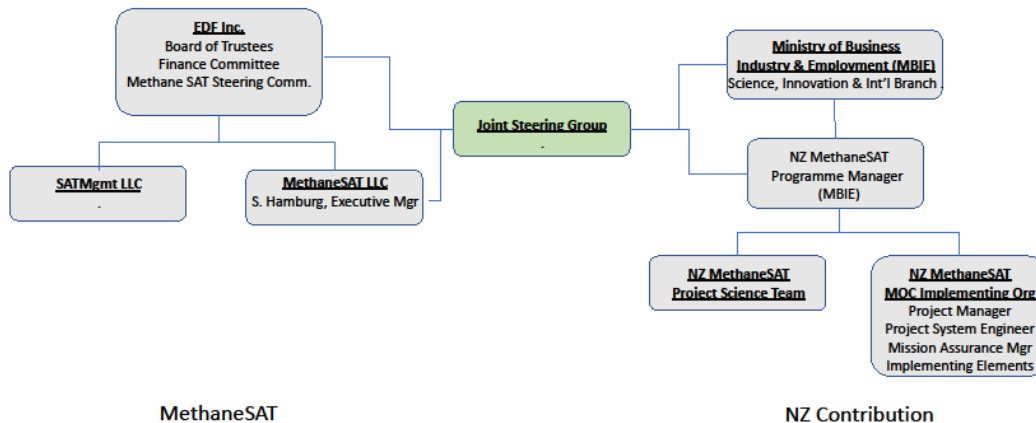 EDF Inc.
Board of Trustees
Finance Committee
Methane SAT Steering Comm.
SATMgmt LLC
.
MethaneSAT LLC
S. Hamburg, Executive Mgr
Joint Steering Group
.
Ministry of Business
Industry & Employment (MBIE)
Science, Innovation & Int'l Branch .
NZ MethaneSAT
Programme Manager
(MBIE)
NZ MethaneSAT
Project Science Team
NZ MethaneSAT
MOC Implementing Org
Project Manager
Project System Engineer
Mission Assurance Mgr
Implementing Elements
MethaneSAT
NZ Contribution